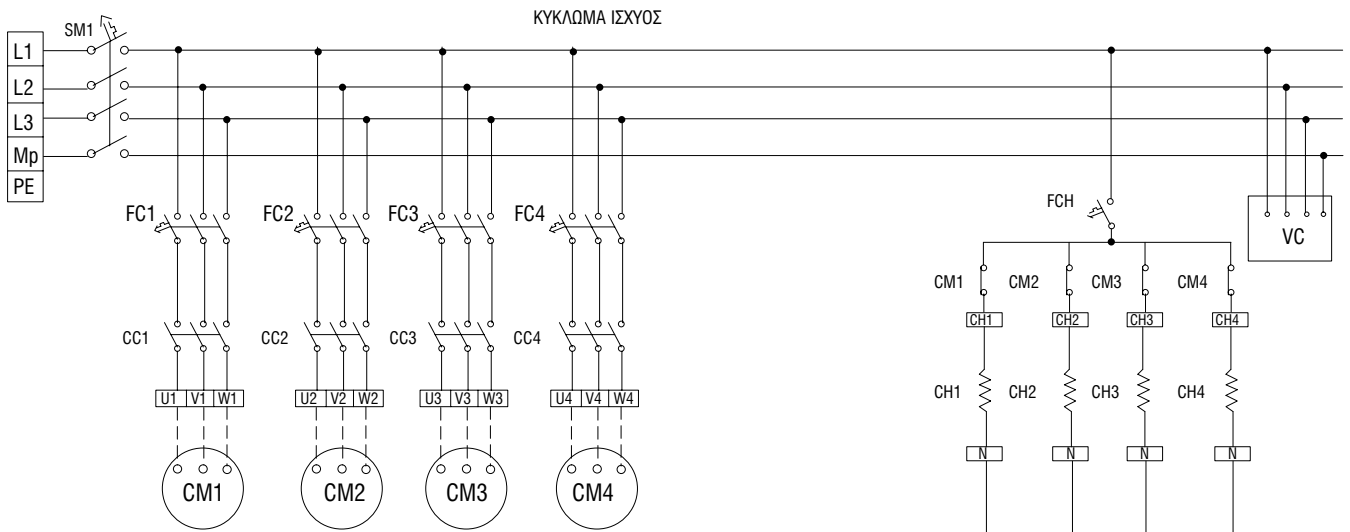 ΚΥΚΛΩΜΑ ΙΣΧΥΟΣ
SM1
L1
L2
L3
Mp
PE
FC1 FC2 FC3 FC4 FCH
VC
CM1 CM2 CM3 CM4
CH1 CH2 CH3 CH4
CC1 CC2 CC3 CC4
U1 V1 W1 U2 V2 W2 U3 V3 W3 U4 V4 W4
CH1 CH2 CH3 CH4
N N N N
CM1 CM2 CM3 CM4